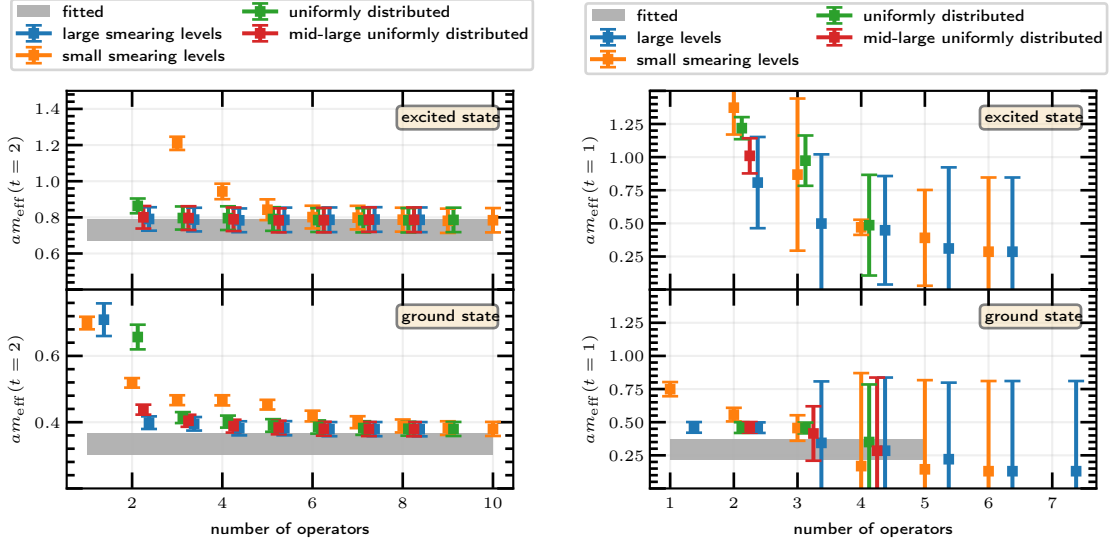 fitted
large smearing levels
small smearing levels
uniformly distributed
mid-large uniformly distributed
1.4
1.2
1.0
0.8
0.6
am_eff(t = 2)
excited state
0.6
0.4
am_eff(t = 2)
ground state
2 4 6 8 10
number of operators
fitted
large levels
small smearing levels
uniformly distributed
mid-large uniformly distributed
1.25
1.00
0.75
0.50
0.25
am_eff(t = 1)
excited state
1.25
1.00
0.75
0.50
0.25
am_eff(t = 1)
ground state
1 2 3 4 5 6 7
number of operators